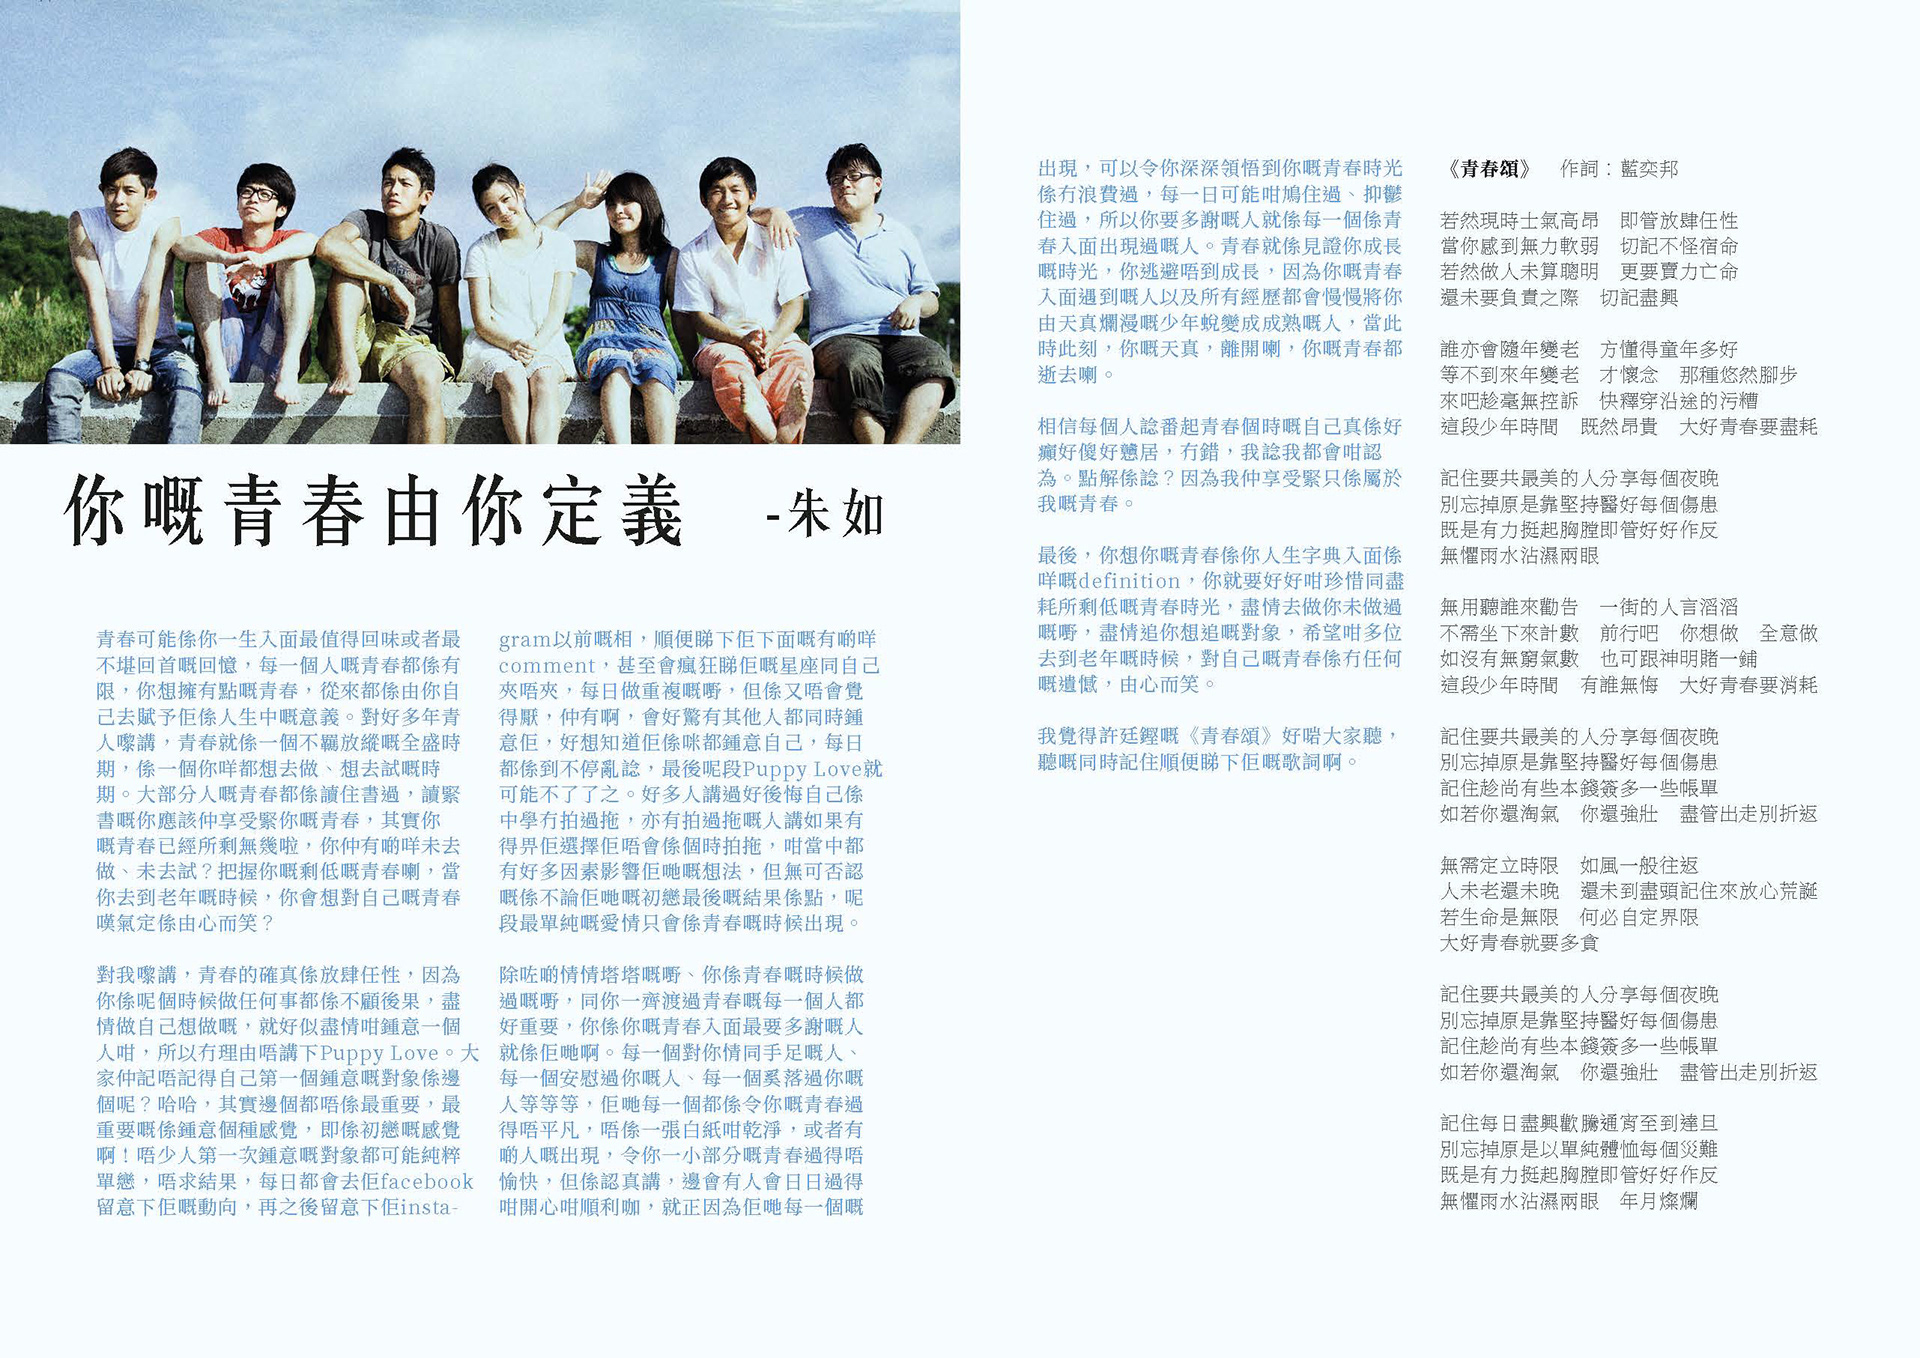 你嘅青春由你定義 -朱如
青春可能係你一生入面最值得回味或者最
不堪回首嘅回憶，每一個人嘅青春都係有
限，你想擁有點嘅青春，從來都係由你自
己去賦予佢係人生中嘅意義。對好多年青
人嚟講，青春就係一個不羈放縱嘅全盛時
期，係一個你咩都想去做、想去試嘅時
期。大部分人嘅青春都係讀住書過，讀緊
書嘅你應該仲享受緊你嘅青春，其實你
嘅青春已經所剩無幾啦，你仲有啲咩未去
做、未去試？把握你嘅剩低嘅青春喇，當
你去到老年嘅時候，你會想對自己嘅青春
嘆氣定係由心而笑？
對我嚟講，青春的確真係放肆任性，因為
你係呢個時候做任何事都係不顧後果，盡
情做自己想做嘅，就好似盡情咁鍾意一個
人咁，所以冇理由唔講下Puppy Love。大
家仲記唔記得自己第一個鍾意嘅對象係邊
個呢？哈哈，其實邊個都唔係最重要，最
重要嘅係鍾意個種感覺，即係初戀嘅感覺
啊！唔少人第一次鍾意嘅對象都可能純粹
單戀，唔求結果，每日都會去佢facebook
留意下佢嘅動向，再之後留意下佢insta-
gram以前嘅相，順便睇下佢下面嘅有啲咩
comment，甚至會瘋狂睇佢嘅星座同自己
夾唔夾，每日做重複嘅嘢，但係又唔會覺
得厭，仲有啊，會好驚有其他人都同時鍾
意佢，好想知道佢係咪都鍾意自己，每日
都係到不停亂諗，最後呢段Puppy Love就
可能不了了之。好多人講過好後悔自己係
中學冇拍過拖，亦有拍過拖嘅人講如果有
得畀佢選擇佢唔會係個時拍拖，咁當中都
有好多因素影響佢哋嘅想法，但無可否認
嘅係不論佢哋嘅初戀最後嘅結果係點，呢
段最單純嘅愛情只會係青春嘅時候出現。
除咗啲情情塔塔嘅嘢、你係青春嘅時候做
過嘅嘢，同你一齊渡過青春嘅每一個人都
好重要，你係你嘅青春入面最要多謝嘅人
就係佢哋啊。每一個對你情同手足嘅人、
每一個安慰過你嘅人、每一個奚落過你嘅
人等等等，佢哋每一個都係令你嘅青春過
得唔平凡，唔係一張白紙咁乾淨，或者有
啲人嘅出現，令你一小部分嘅青春過得唔
愉快，但係認真講，邊會有人會日日過得
咁開心咁順利咖，就正因為佢哋每一個嘅
出現，可以令你深深領悟到你嘅青春時光
係冇浪費過，每一日可能咁鳩住過、抑鬱
住過，所以你要多謝嘅人就係每一個係青
春入面出現過嘅人。青春就係見證你成長
嘅時光，你逃避唔到成長，因為你嘅青春
入面遇到嘅人以及所有經歷都會慢慢將你
由天真爛漫嘅少年蛻變成成熟嘅人，當此
時此刻，你嘅天真，離開喇，你嘅青春都
逝去喇。
相信每個人諗番起青春個時嘅自己真係好
癲好傻好戇居，冇錯，我諗我都會咁認
為。點解係諗？因為我仲享受緊只係屬於
我嘅青春。
最後，你想你嘅青春係你人生字典入面係
咩嘅definition，你就要好好咁珍惜同盡
耗所剩低嘅青春時光，盡情去做你未做過
嘅嘢，盡情追你想追嘅對象，希望咁多位
去到老年嘅時候，對自己嘅青春係冇任何
嘅遺憾，由心而笑。
我覺得許廷鏗嘅《青春頌》好啱大家聽，
聽嘅同時記住順便睇下佢嘅歌詞啊。
《青春頌》 作詞：藍奕邦
若然現時士氣高昂 即管放肆任性
當你感到無力軟弱 切記不怪宿命
若然做人未算聰明 更要賣力亡命
還未要負責之際 切記盡興
誰亦會隨年變老 方懂得童年多好
等不到來年變老 才懷念 那種悠然腳步
來吧趁毫無控訴 快釋穿沿途的污糟
這段少年時間 既然昂貴 大好青春要盡耗
記住要共最美的人分享每個夜晚
別忘掉原是靠堅持醫好每個傷患
既是有力挺起胸膛即管好好作反
無懼雨水沾濕兩眼
無用聽誰來勸告 一街的人言滔滔
不需坐下來計數 前行吧 你想做 全意做
如沒有無窮氣數 也可跟神明賭一鋪
這段少年時間 有誰無悔 大好青春要消耗
記住要共最美的人分享每個夜晚
別忘掉原是靠堅持醫好每個傷患
記住趁尚有些本錢簽多一些帳單
如若你還淘氣 你還強壯 盡管出走別折返
無需定立時限 如風一般往返
人未老還未晚 還未到盡頭記住來放心荒誕
若生命是無限 何必自定界限
大好青春就要多貪
記住要共最美的人分享每個夜晚
別忘掉原是靠堅持醫好每個傷患
記住趁尚有些本錢簽多一些帳單
如若你還淘氣 你還強壯 盡管出走別折返
記住每日盡興歡騰通宵至到達旦
別忘掉原是以單純體恤每個災難
既是有力挺起胸膛即管好好作反
無懼雨水沾濕兩眼 年月燦爛